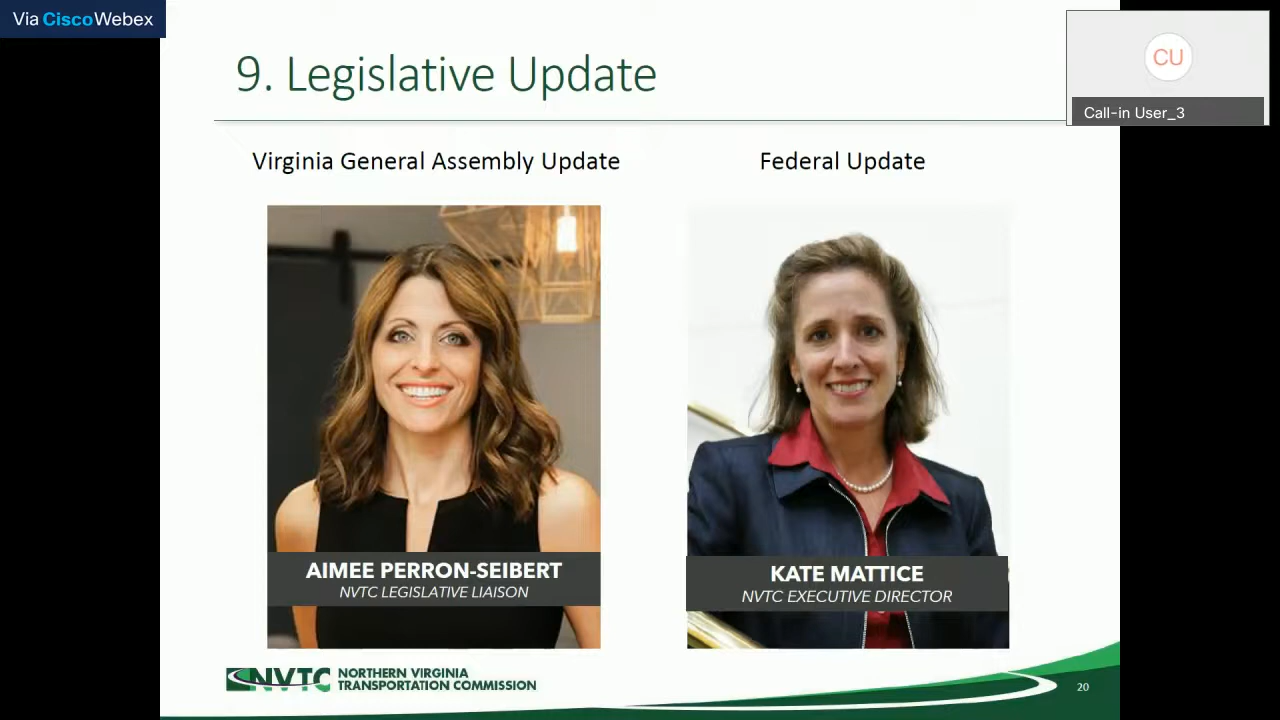 Via CiscoWebex
9. Legislative Update
CU
Call-in User_3
Virginia General Assembly Update
Federal Update
AIMEE PERRON-SEIBERT
NVTC LEGISLATIVE LIAISON
KATE MATTICE
NVTC EXECUTIVE DIRECTOR
NVTC
NORTHERN VIRGINIA
TRANSPORTATION COMMISSION
20